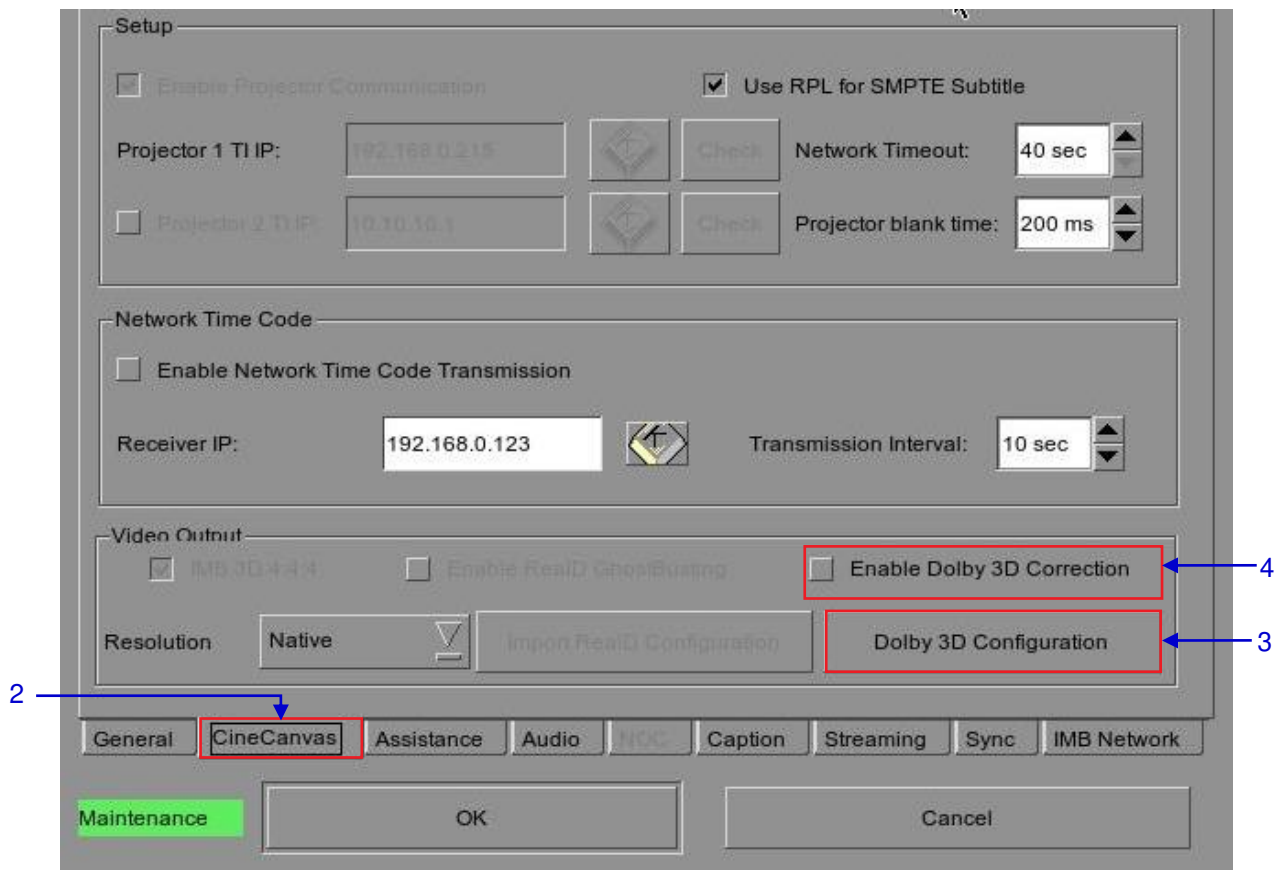 Setup
Enable Projector Communication
Use RPL for SMPTE Subtitle
Projector 1 TI IP:
192.168.0.215
Check
Network Timeout:
40 sec
Projector 2 TI IP:
10.10.10.1
Check
Projector blank time:
200 ms
Network Time Code
Enable Network Time Code Transmission
Receiver IP:
192.168.0.123
Transmission Interval:
10 sec
Video Output
IMB 3D 4:4:4
Enable RealD GhostBusting
Enable Dolby 3D Correction
4
Resolution
Native
Import RealD Configuration
Dolby 3D Configuration
3
2
General
CineCanvas
Assistance
Audio
NOC
Caption
Streaming
Sync
IMB Network
Maintenance
OK
Cancel